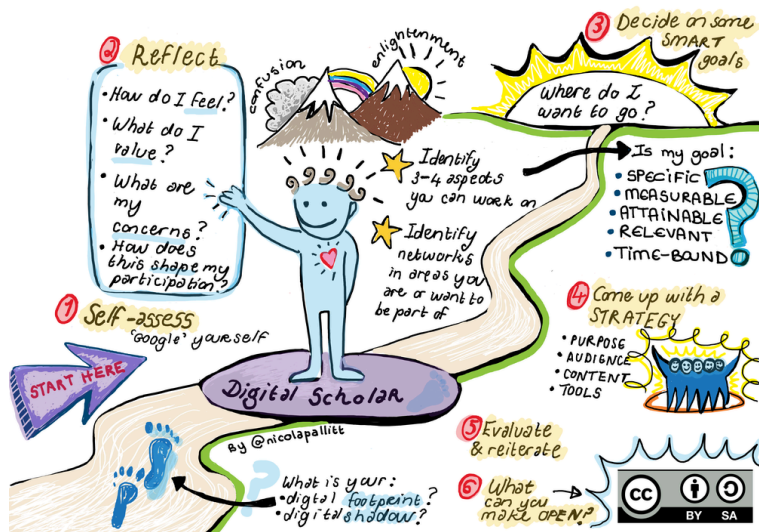 2 Reflect
• How do I feel?
• What do I
value?
• What are
my
concerns?
• How does
this shape my
participation?
confusion
enlightenment
3 Decide on some
SMART
goals
Where do I
want to go?
Identify
3-4 aspects
you can work on
Identify
networks
in areas you
are or want to
be part of
Is my goal:
• SPECIFIC
• MEASURABLE
• ATTAINABLE
• RELEVANT
• TIME-BOUND
?
1 Self-assess
'Google' yourself
START HERE
Digital Scholar
By @nicolapallitt
4 Come up with a
STRATEGY
• PURPOSE
• AUDIENCE
• CONTENT
• TOOLS
5 Evaluate
& reiterate
6 What
can you
make OPEN?
?
What is your:
• digtal footprint?
• digital shadow?
cc
BY SA